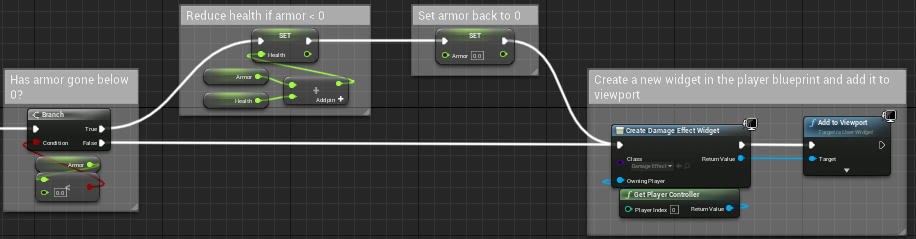 Reduce health if armor < 0
SET
Health
Armor
Health
+
Add pin +
Set armor back to 0
SET
Armor 0.0
Has armor gone below
0?
Branch
True
Condition False
Armor
<
0.0
Create a new widget in the player blueprint and add it to
viewport
Create Damage Effect Widget
Class Return Value
Damage Effect
Owning Player
f Get Player Controller
Player Index 0 Return Value
f Add to Viewport
Target is User Widget
Target